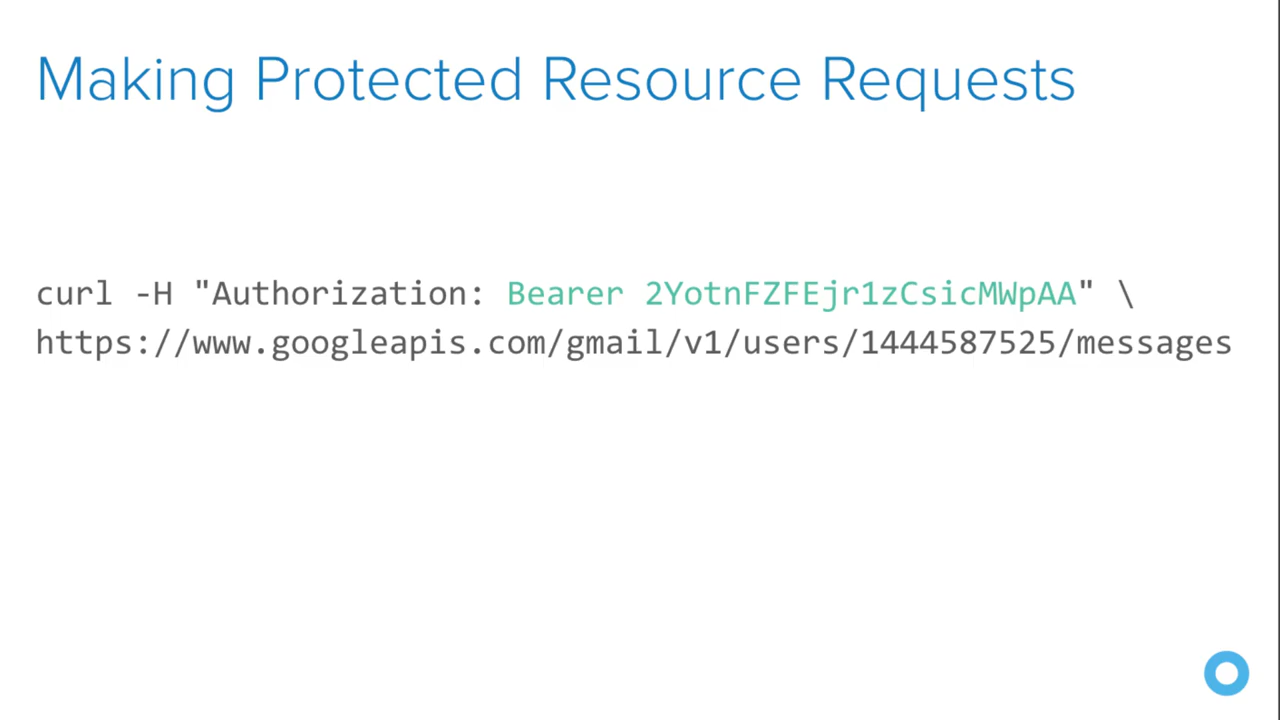 Making Protected Resource Requests
curl -H "Authorization: Bearer 2YotnFZFEjr1zCsicMWpAA" \
https://www.googleapis.com/gmail/v1/users/1444587525/messages